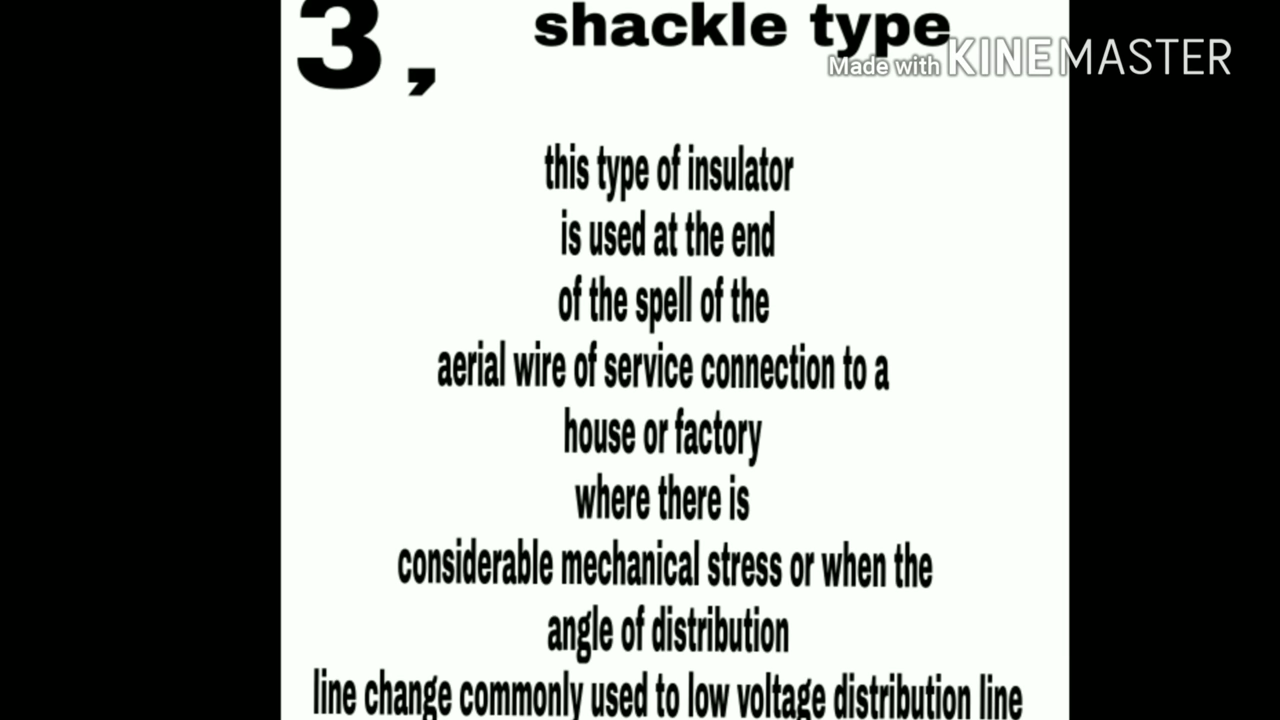 3, shackle type
Made with KINEMASTER
this type of insulator
is used at the end
of the spell of the
aerial wire of service connection to a
house or factory
where there is
considerable mechanical stress or when the
angle of distribution
line change commonly used to low voltage distribution line